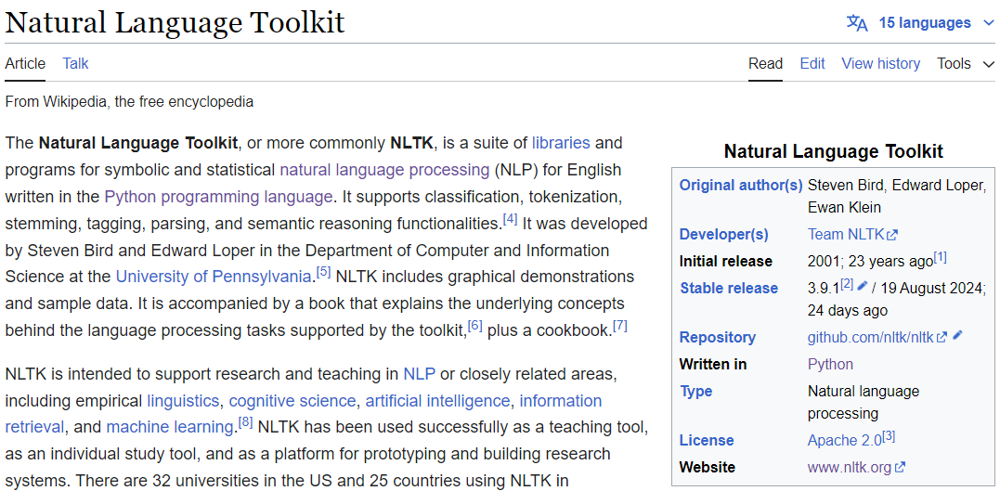 Natural Language Toolkit
15 languages
Article Talk
Read Edit View history Tools
From Wikipedia, the free encyclopedia
The Natural Language Toolkit, or more commonly NLTK, is a suite of libraries and
programs for symbolic and statistical natural language processing (NLP) for English
written in the Python programming language. It supports classification, tokenization,
stemming, tagging, parsing, and semantic reasoning functionalities.[4] It was developed
by Steven Bird and Edward Loper in the Department of Computer and Information
Science at the University of Pennsylvania.[5] NLTK includes graphical demonstrations
and sample data. It is accompanied by a book that explains the underlying concepts
behind the language processing tasks supported by the toolkit,[6] plus a cookbook.[7]
NLTK is intended to support research and teaching in NLP or closely related areas,
including empirical linguistics, cognitive science, artificial intelligence, information
retrieval, and machine learning.[8] NLTK has been used successfully as a teaching tool,
as an individual study tool, and as a platform for prototyping and building research
systems. There are 32 universities in the US and 25 countries using NLTK in
Natural Language Toolkit
Original author(s) Steven Bird, Edward Loper,
Ewan Klein
Developer(s) Team NLTK
Initial release 2001; 23 years ago[1]
Stable release 3.9.1[2] / 19 August 2024;
24 days ago
Repository github.com/nltk/nltk
Written in Python
Type Natural language
processing
License Apache 2.0[3]
Website www.nltk.org